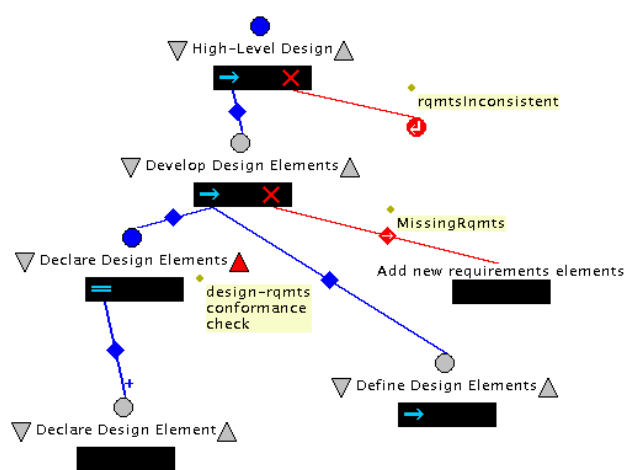 High-Level Design
rqmtsInconsistent
Develop Design Elements
MissingRqmts
Declare Design Elements
Add new requirements elements
design-rqmts
conformance
check
+
Define Design Elements
Declare Design Element